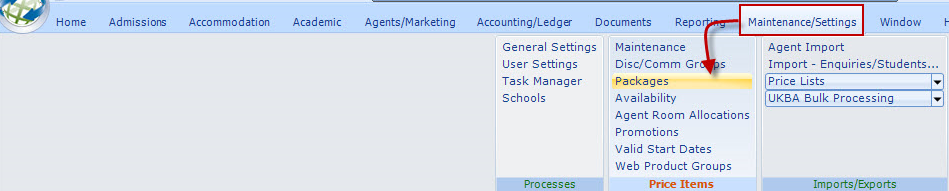 Home Admissions Accommodation Academic Agents/Marketing Accounting/Ledger Documents Reporting Maintenance/Settings Window
General Settings
User Settings
Task Manager
Schools
Processes
Maintenance
Disc/Comm Groups
Packages
Availability
Agent Room Allocations
Promotions
Valid Start Dates
Web Product Groups
Price Items
Agent Import
Import - Enquiries/Students...
Price Lists
UKBA Bulk Processing
Imports/Exports